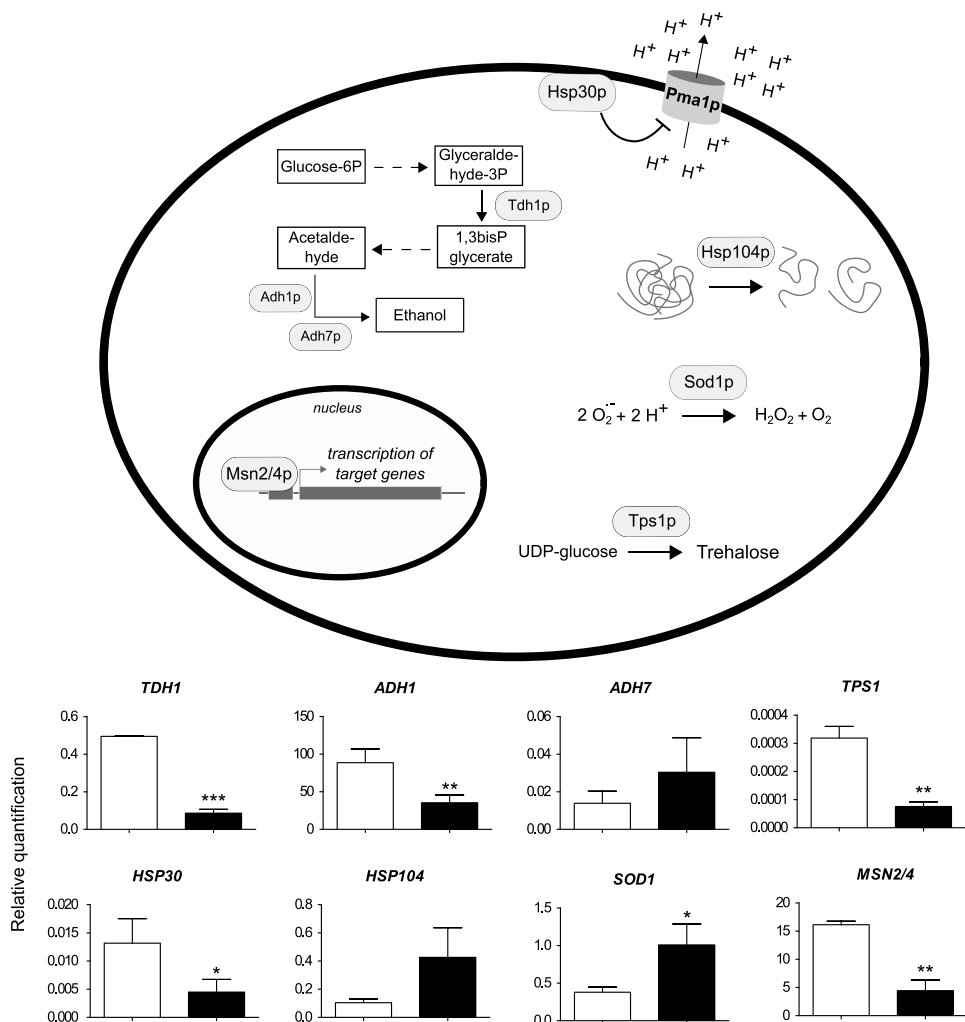 H⁺ H⁺
H⁺ H⁺ H⁺ H⁺
H⁺ H⁺
Hsp30p
Pma1p
H⁺ H⁺ H⁺
Glucose-6P
Glyceralde-
hyde-3P
Tdh1p
Acetalde-
hyde
1,3bisP
glycerate
Adh1p
Adh7p
Ethanol
Hsp104p
Sod1p
2 O₂·⁻ + 2 H⁺
H₂O₂ + O₂
nucleus
Msn2/4p
transcription of
target genes
Tps1p
UDP-glucose
Trehalose
Relative quantification
TDH1
0.6
0.4
0.2
0.0
***
ADH1
150
100
50
0
**
ADH7
0.06
0.04
0.02
0.00
TPS1
0.0004
0.0003
0.0002
0.0001
0.0000
**
HSP30
0.020
0.015
0.010
0.005
0.000
*
HSP104
0.8
0.6
0.4
0.2
0.0
SOD1
1.5
1.0
0.5
0.0
*
MSN2/4
20
15
10
5
0
**